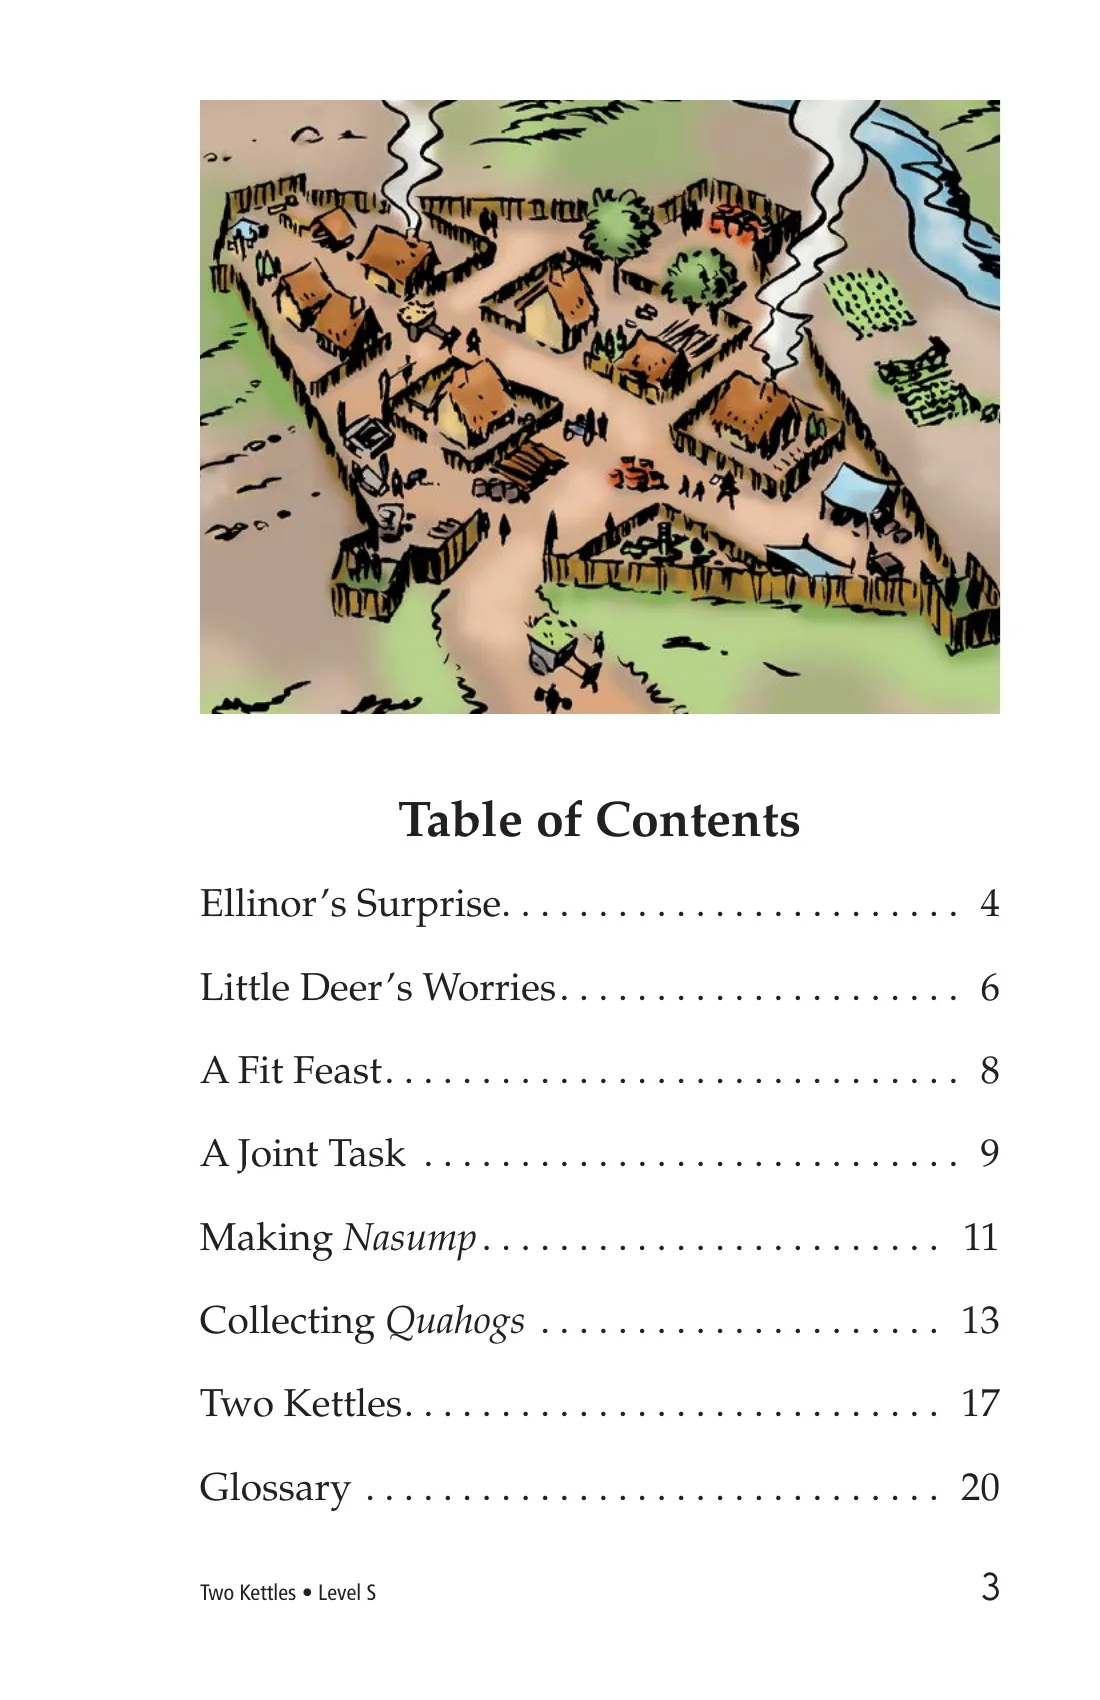 Table of Contents
Ellinor’s Surprise. . . . . . . . . . . . . . . . . . . . . . . . 4
Little Deer’s Worries. . . . . . . . . . . . . . . . . . . . . 6
A Fit Feast. . . . . . . . . . . . . . . . . . . . . . . . . . . . . . 8
A Joint Task . . . . . . . . . . . . . . . . . . . . . . . . . . . . 9
Making Nasump. . . . . . . . . . . . . . . . . . . . . . . . 11
Collecting Quahogs . . . . . . . . . . . . . . . . . . . . . 13
Two Kettles. . . . . . . . . . . . . . . . . . . . . . . . . . . . 17
Glossary . . . . . . . . . . . . . . . . . . . . . . . . . . . . . . 20
Two Kettles • Level S 3